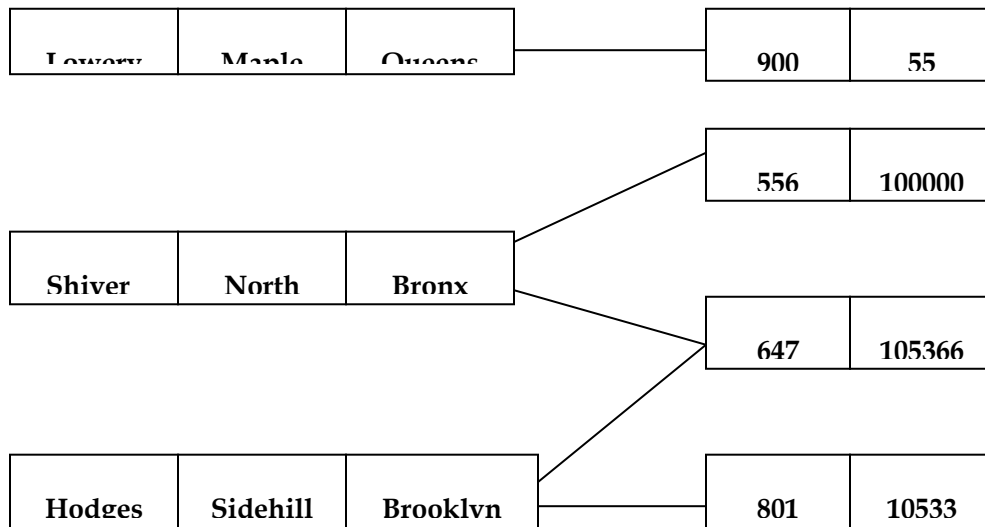 Lowery Maple Queens 900 55
556 100000
Shiver North Bronx
647 105366
Hodges Sidehill Brooklyn 801 10533